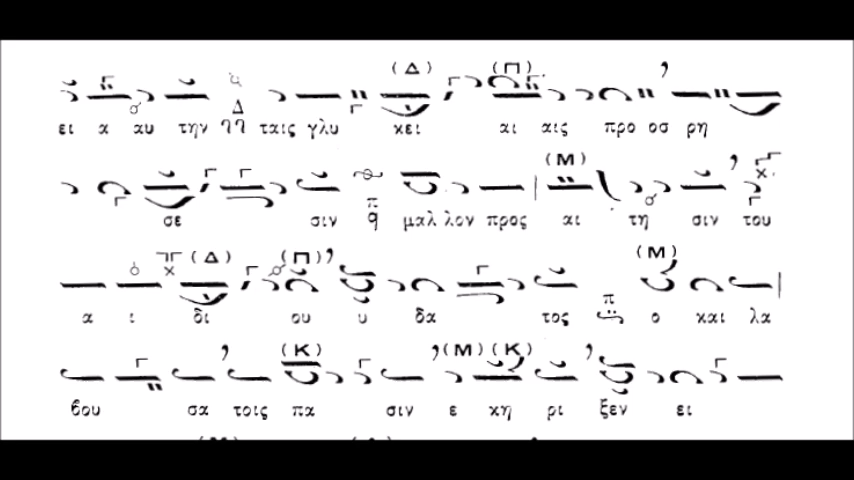 (Δ) (Π)
ει α αυ την Δ ταις γλυ κει αι αις προ οσ ρη
(Μ)
σε σιν π q μαλ λον προς αι τη σιν του
(Δ) (Π) (Μ)
α ι δι ου υ δα τος π ο και λα
(Κ) (Μ) (Κ)
βου σα τοις πα σιν ε κη ρι ξεν ει